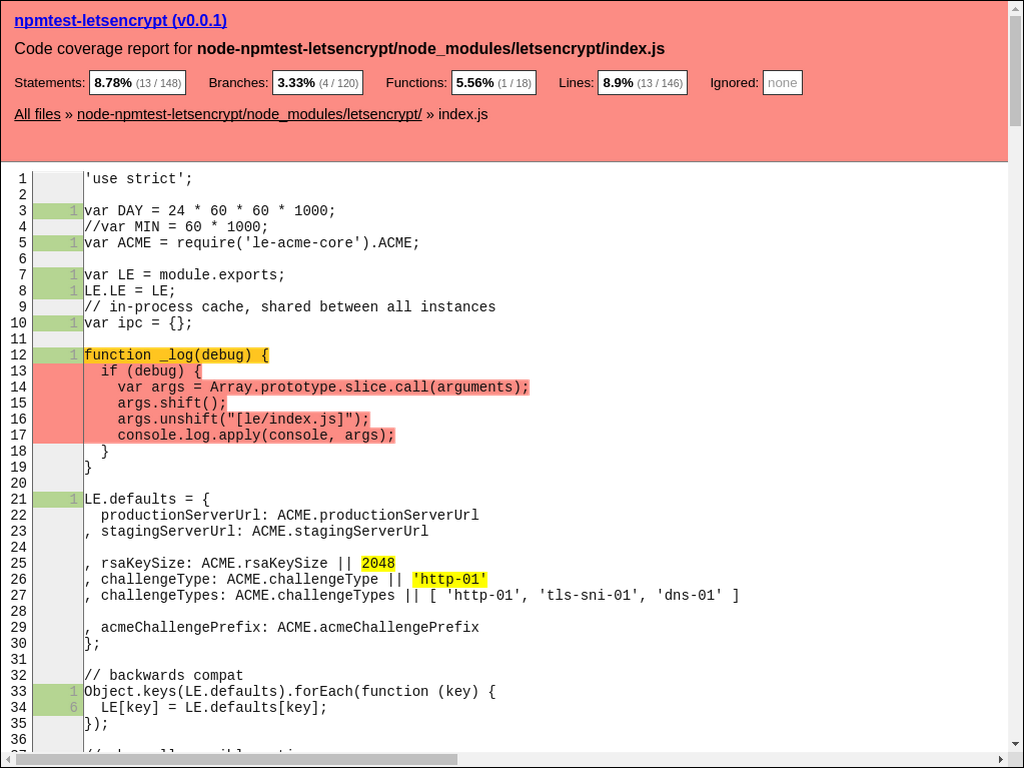 npmtest-letsencrypt (v0.0.1)
Code coverage report for node-npmtest-letsencrypt/node_modules/letsencrypt/index.js
Statements: 8.78% (13 / 148) Branches: 3.33% (4 / 120) Functions: 5.56% (1 / 18) Lines: 8.9% (13 / 146) Ignored: none
All files » node-npmtest-letsencrypt/node_modules/letsencrypt/ » index.js
1 'use strict';
2
3 1 var DAY = 24 * 60 * 60 * 1000;
4 //var MIN = 60 * 1000;
5 1 var ACME = require('le-acme-core').ACME;
6
7 1 var LE = module.exports;
8 1 LE.LE = LE;
9 // in-process cache, shared between all instances
10 1 var ipc = {};
11
12 1 function _log(debug) {
13 if (debug) {
14 var args = Array.prototype.slice.call(arguments);
15 args.shift();
16 args.unshift("[le/index.js]");
17 console.log.apply(console, args);
18 }
19 }
20
21 1 LE.defaults = {
22 productionServerUrl: ACME.productionServerUrl
23 , stagingServerUrl: ACME.stagingServerUrl
24
25 , rsaKeySize: ACME.rsaKeySize || 2048
26 , challengeType: ACME.challengeType || 'http-01'
27 , challengeTypes: ACME.challengeTypes || [ 'http-01', 'tls-sni-01', 'dns-01' ]
28
29 , acmeChallengePrefix: ACME.acmeChallengePrefix
30 };
31
32 // backwards compat
33 1 Object.keys(LE.defaults).forEach(function (key) {
34 6 LE[key] = LE.defaults[key];
35 });
36